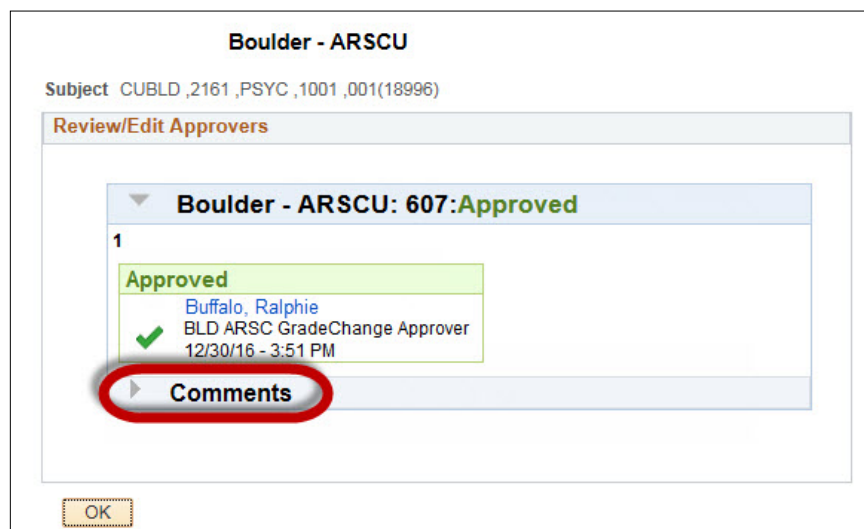 Boulder - ARSCU
Subject CUBLD ,2161 ,PSYC ,1001 ,001(18996)
Review/Edit Approvers
Boulder - ARSCU: 607:Approved
1
Approved
Buffalo, Ralphie
BLD ARSC GradeChange Approver
12/30/16 - 3:51 PM
Comments
OK